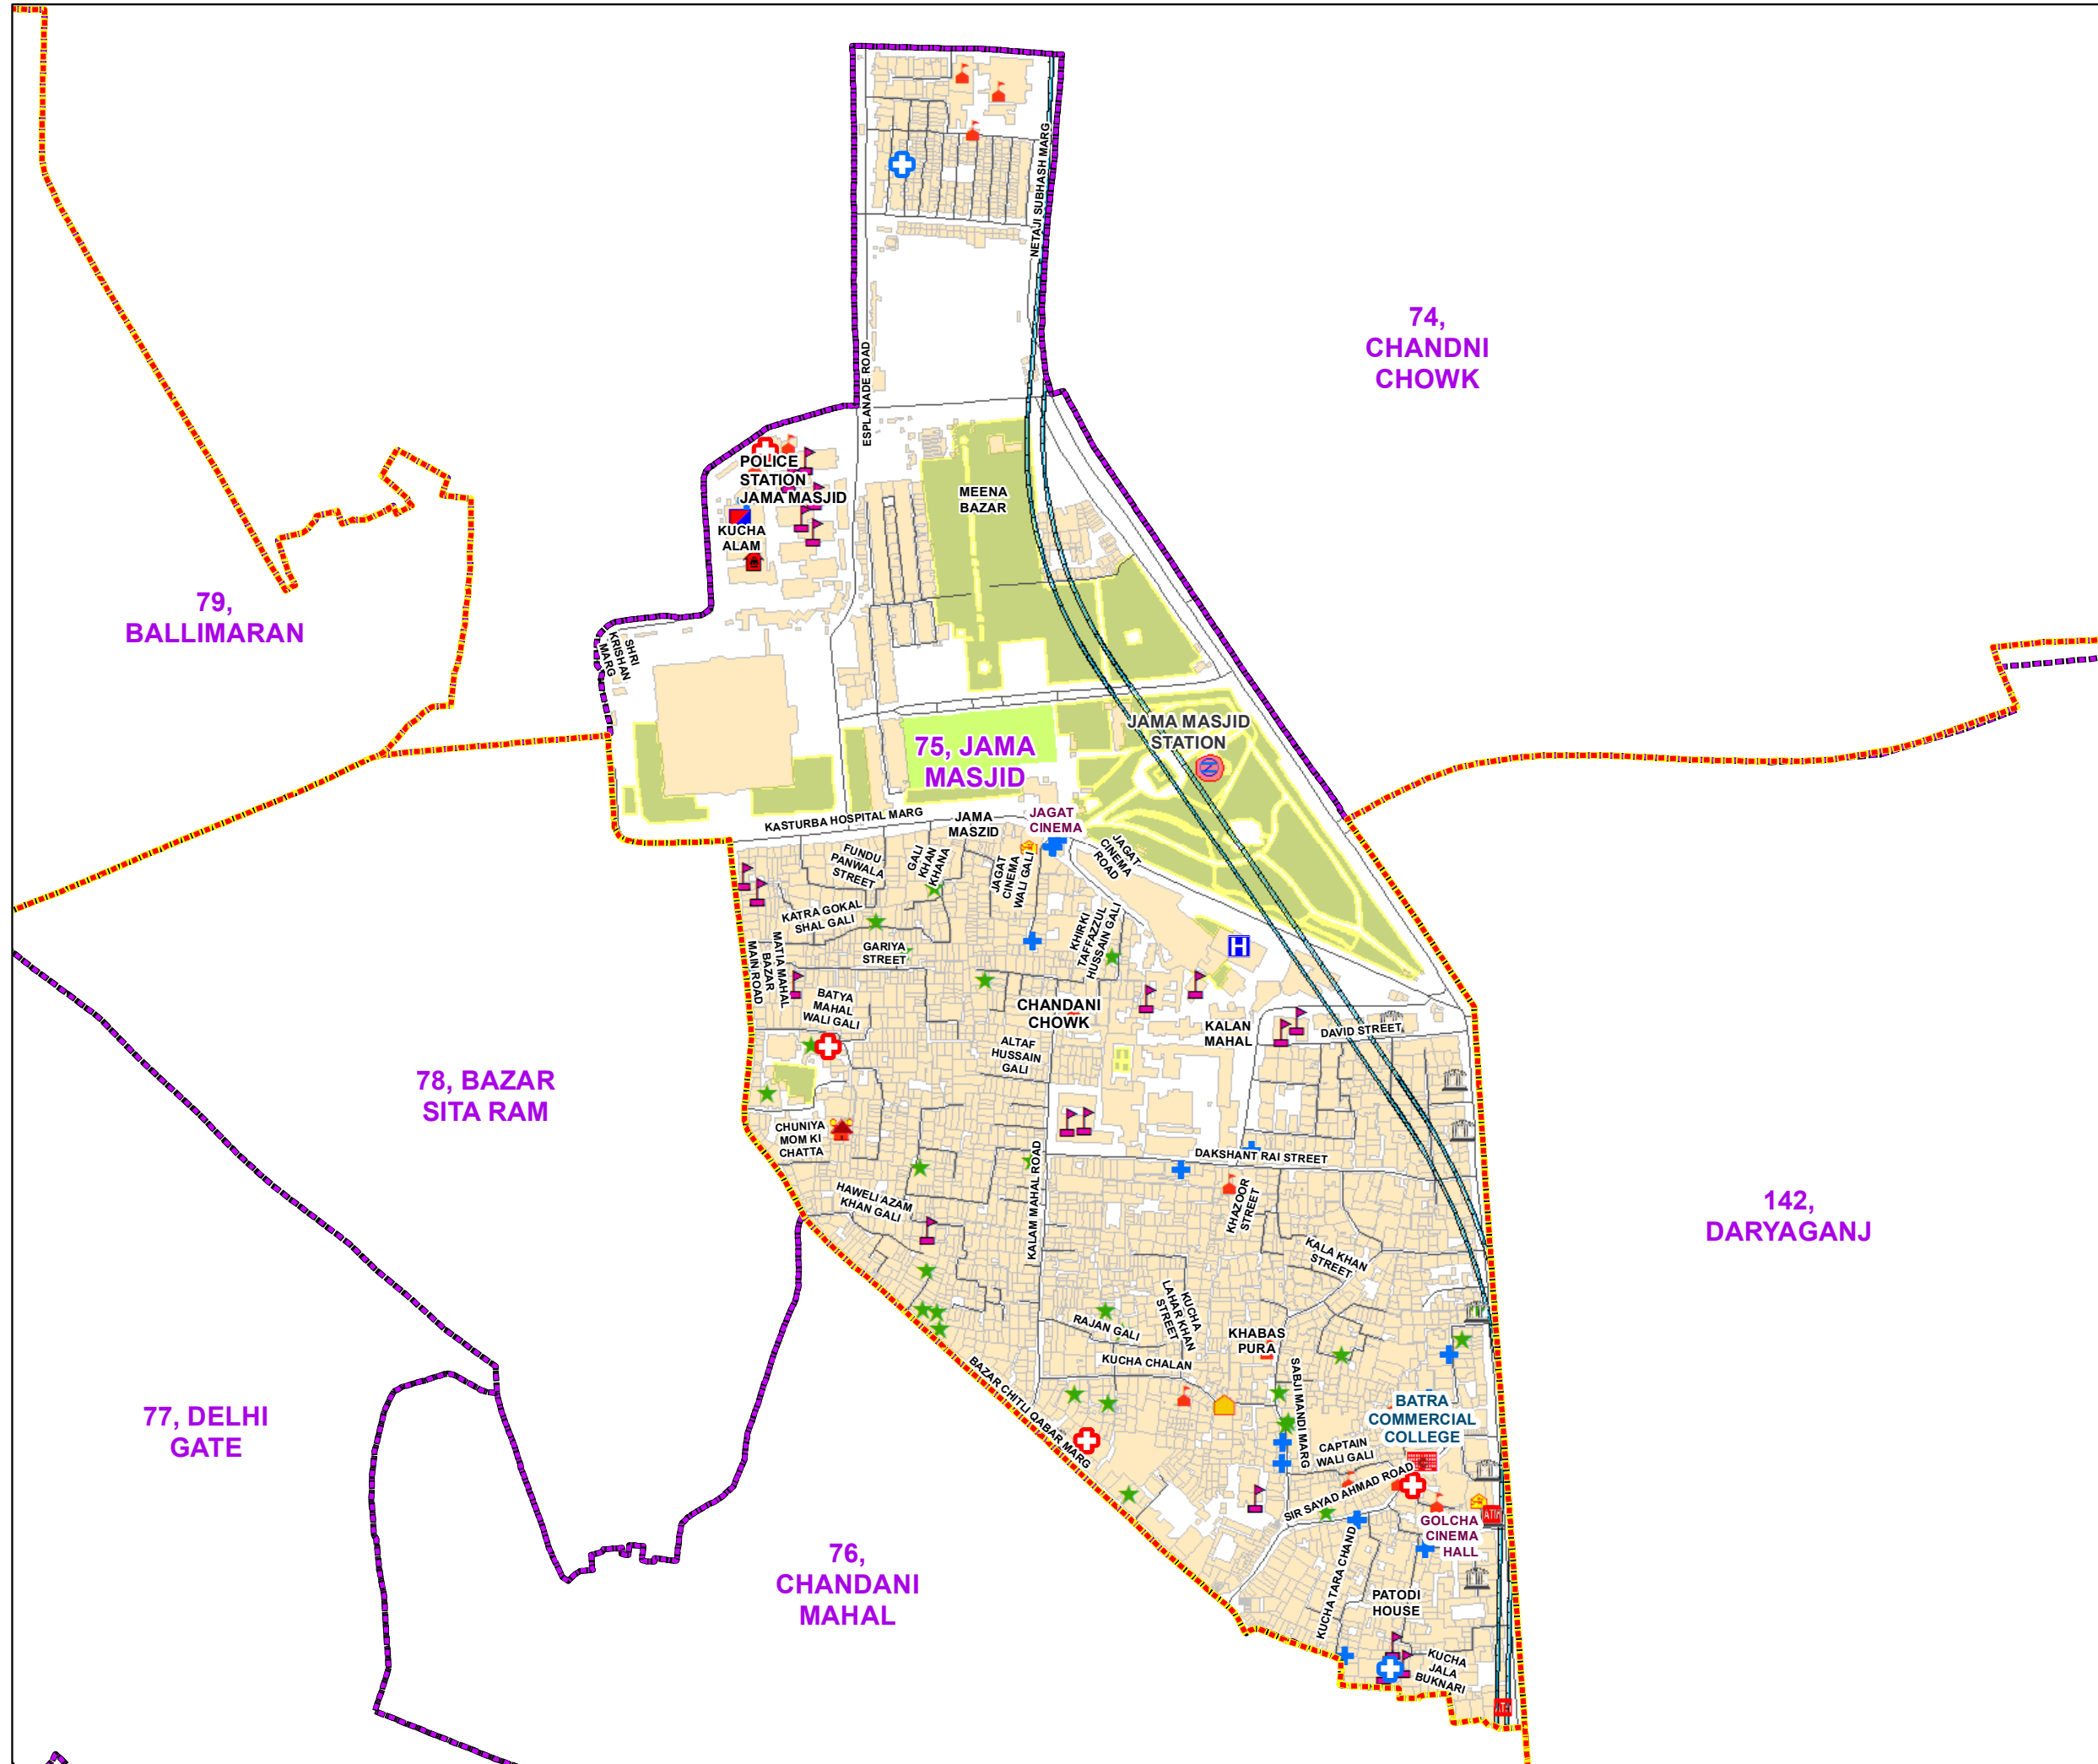 NETAJI SUBHASH MARG
74,
CHANDNI
CHOWK
ESPLANADE ROAD
POLICE
STATION
JAMA MASJID
MEENA
BAZAR
KUCHA
ALAM
79,
BALLIMARAN
SHRI
KRISHAN
MARG
JAMA MASJID
STATION
75, JAMA
MASJID
KASTURBA HOSPITAL MARG
JAMA
MASZID
JAGAT
CINEMA
JAGAT
CINEMA
ROAD
FUNDU
PANWALA
STREET
GALI
KHAN
KHANA
JAGAT
CINEMA
WALI GALI
KATRA GOKAL
SHAL GALI
KHIRKI
TAFFAZZUL
HUSSAIN GALI
GARIYA
STREET
H
MATIA MAHAL
BAZAR
MAIN ROAD
BATYA
MAHAL
WALI GALI
CHANDANI
CHOWK
KALAN
MAHAL
DAVID STREET
ALTAF
HUSSAIN
GALI
78, BAZAR
SITA RAM
CHUNIYA
MOM KI
CHATTA
DAKSHANT RAI STREET
KALAM MAHAL ROAD
HAWELI AZAM
KHAN GALI
KHAZOOR
STREET
142,
DARYAGANJ
KALA KHAN
STREET
KUCHA
LAHAR KHAN
STREET
RAJAN GALI
KHABAS
PURA
KUCHA CHALAN
BAZAR CHITLI QABAR MARG
SABJI MANDI MARG
BATRA
COMMERCIAL
COLLEGE
77, DELHI
GATE
CAPTAIN
WALI GALI
SIR SAYAD AHMAD ROAD
GOLCHA
CINEMA
HALL
76,
CHANDANI
MAHAL
KUCHA TARA CHAND
PATODI
HOUSE
KUCHA
JALA
BUKNARI